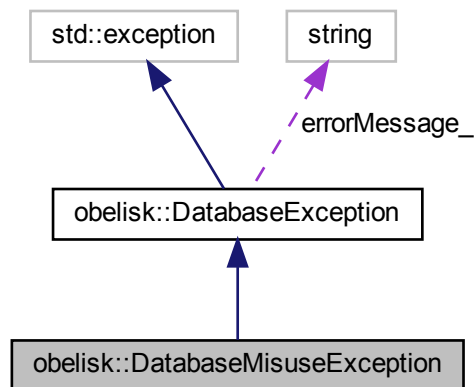 std::exception
string
errorMessage_
obelisk::DatabaseException
obelisk::DatabaseMisuseException